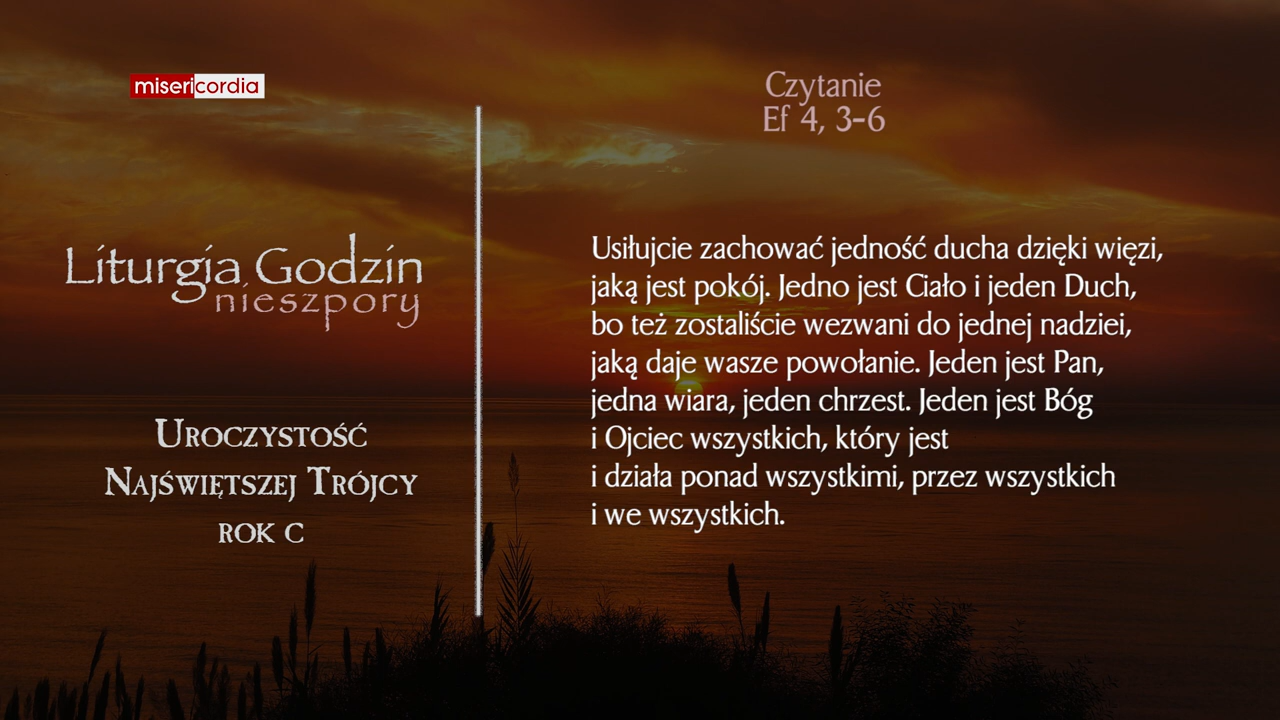 misericordia
Liturgia Godzin
nieszpory
Uroczystość
Najświętszej Trójcy
rok C
Czytanie
Ef 4, 3-6
Usiłujcie zachować jedność ducha dzięki więzi,
jaką jest pokój. Jedno jest Ciało i jeden Duch,
bo też zostaliście wezwani do jednej nadziei,
jaką daje wasze powołanie. Jeden jest Pan,
jedna wiara, jeden chrzest. Jeden jest Bóg
i Ojciec wszystkich, który jest
i działa ponad wszystkimi, przez wszystkich
i we wszystkich.